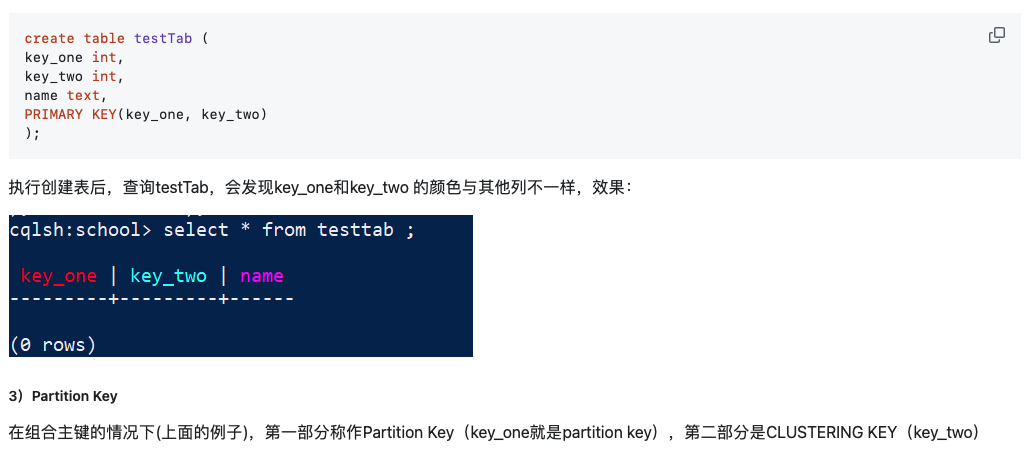 create table testTab (
key_one int,
key_two int,
name text,
PRIMARY KEY(key_one, key_two)
);
执行创建表后，查询testTab，会发现key_one和key_two 的颜色与其他列不一样，效果：
cqlsh:school> select * from testtab ;
key_one | key_two | name
---------+---------+------
(0 rows)
3）Partition Key
在组合主键的情况下(上面的例子)，第一部分称作Partition Key（key_one就是partition key），第二部分是CLUSTERING KEY（key_two）